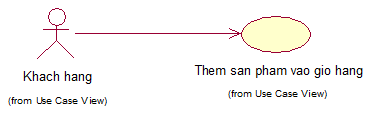 Khach hang
(from Use Case View)
Them san pham vao gio hang
(from Use Case View)